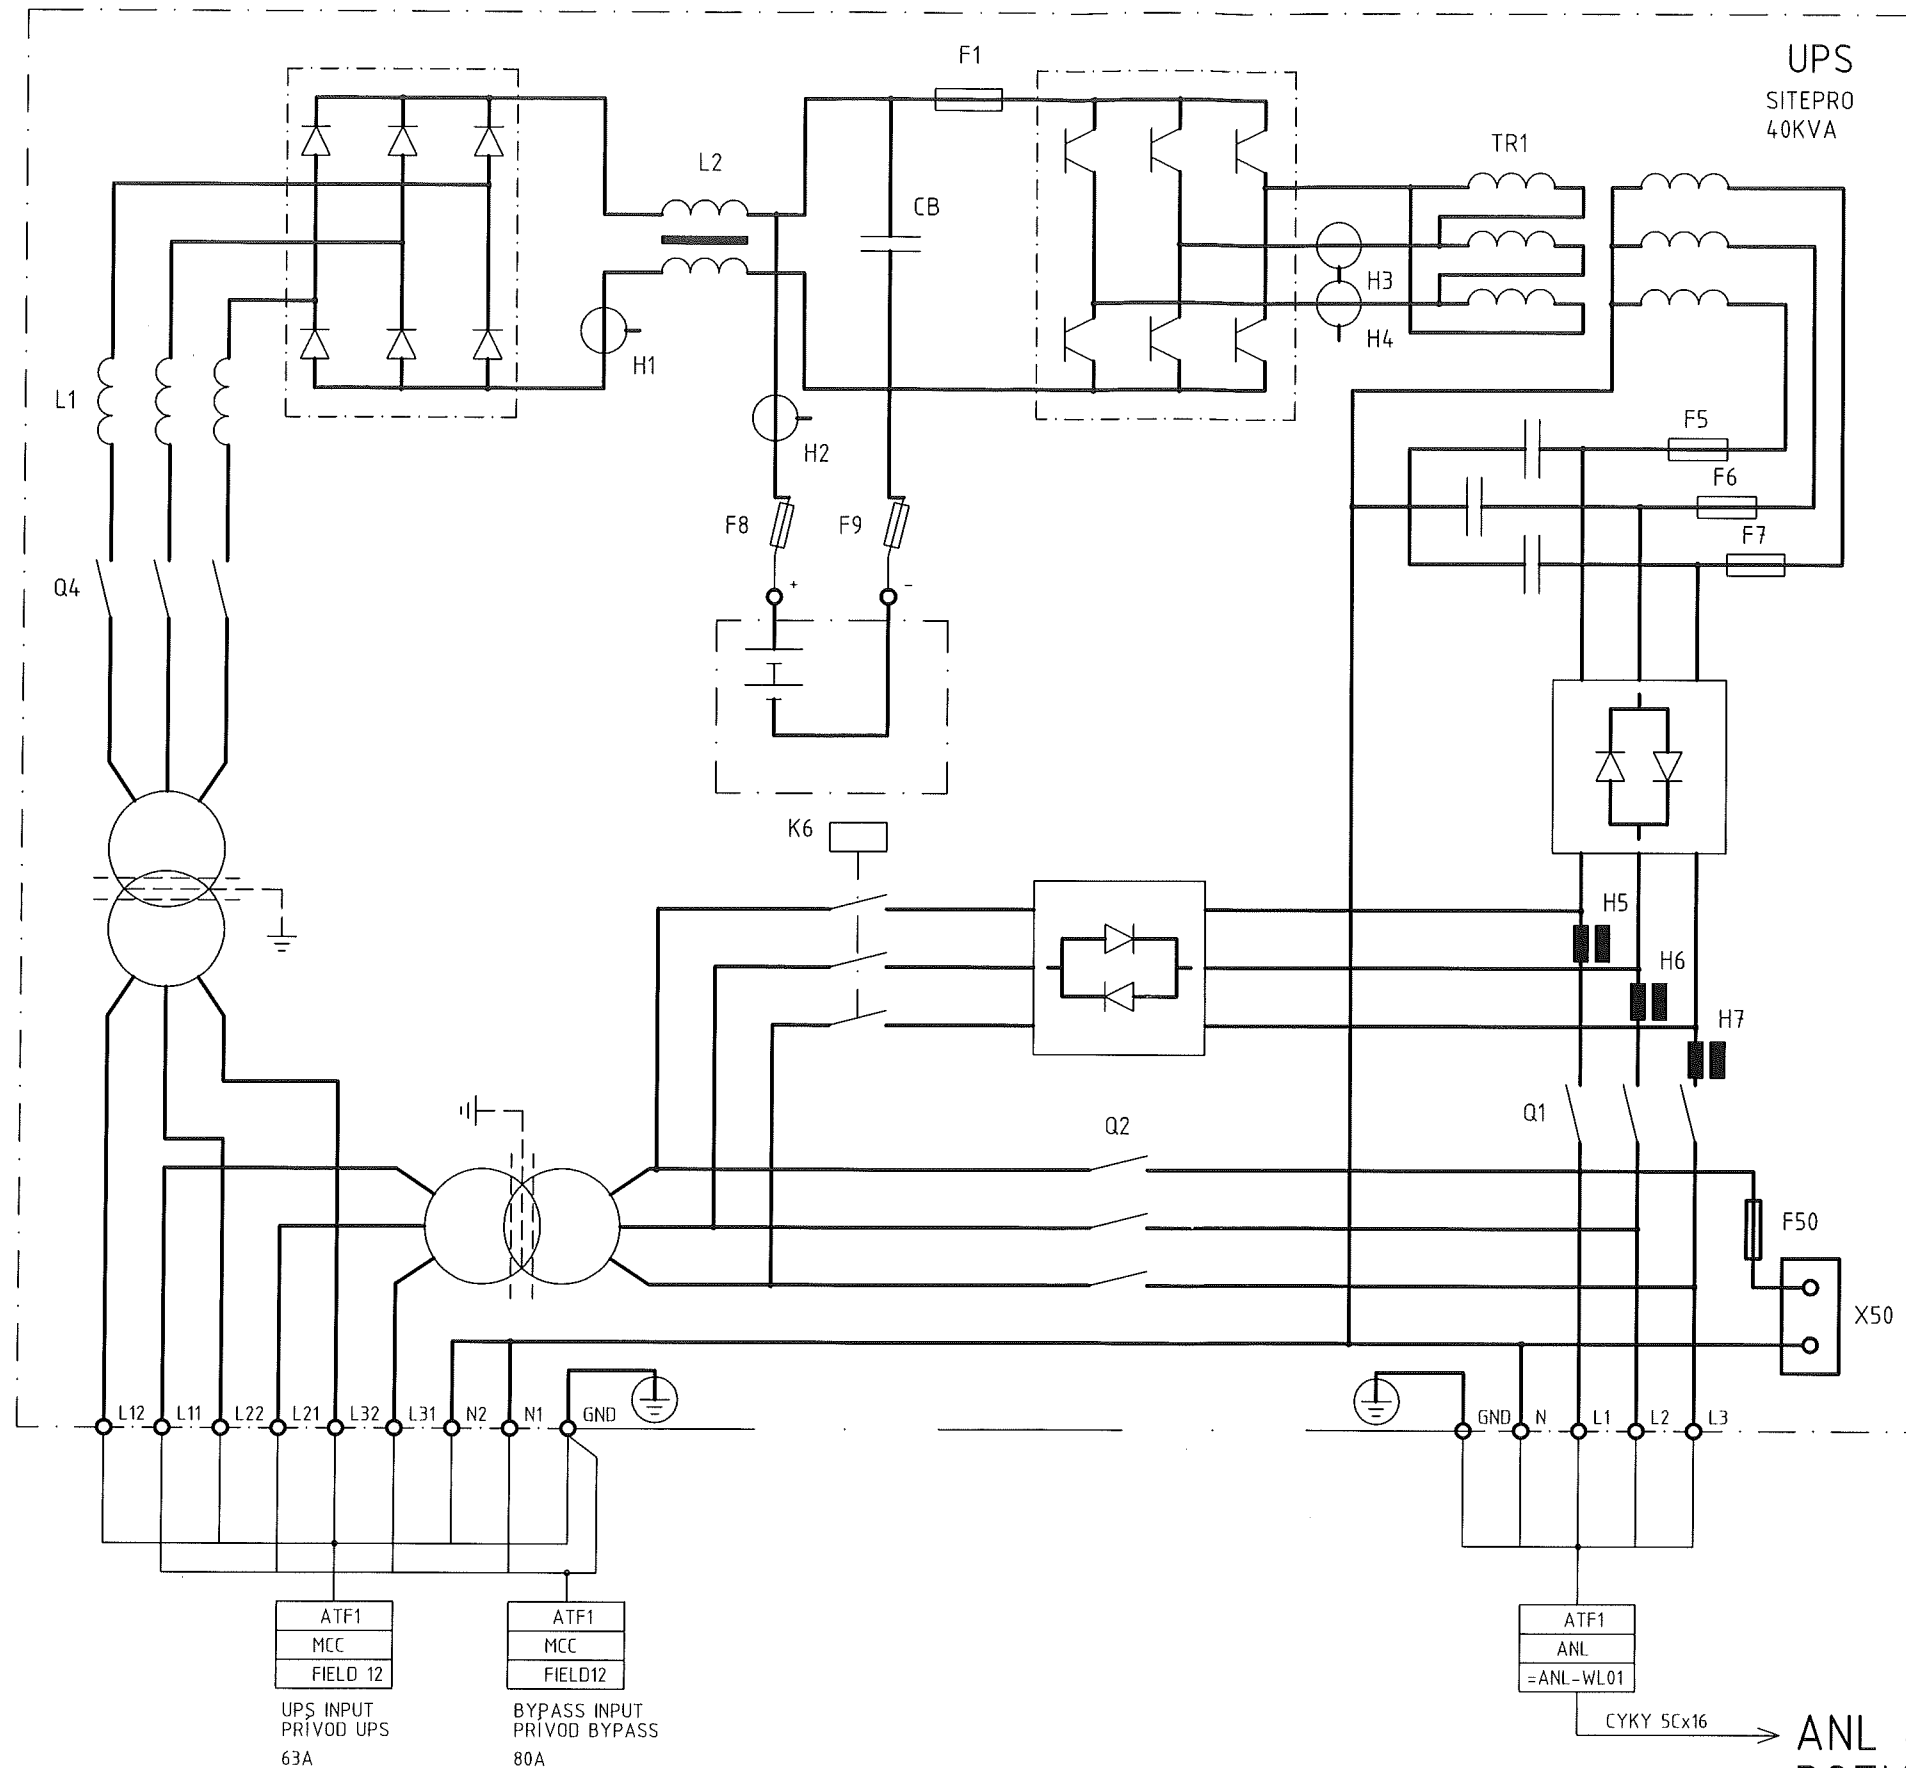 UPS
SITEPRO
40KVA
F1
TR1
L2
CB
H3
H4
H1
L1
H2
F5
F6
F7
F8
F9
Q4
+
-
K6
H5
H6
H7
Q1
Q2
F50
X50
L12 L11 L22 L21 L32 L31 N2 N1 GND
GND N L1 L2 L3
ATF1
MCC
FIELD 12
UPS INPUT
PRÍVOD UPS
63A
ATF1
MCC
FIELD12
BYPASS INPUT
PRÍVOD BYPASS
80A
ATF1
ANL
=ANL-WL01
CYKY 5Cx16
ANL